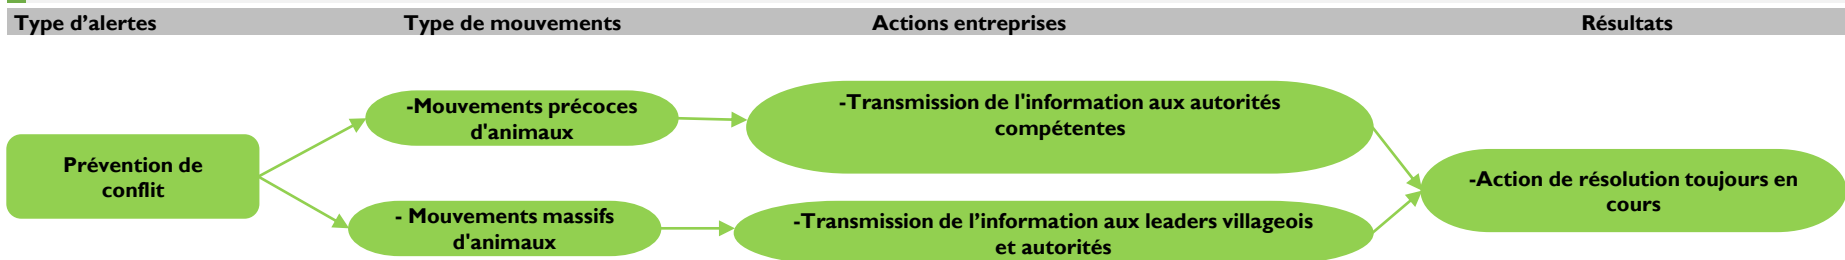 Type d’alertes Type de mouvements Actions entreprises Résultats
Prévention de
conflit
-Mouvements précoces
d'animaux
- Mouvements massifs
d'animaux
-Transmission de l'information aux autorités
compétentes
-Transmission de l’information aux leaders villageois
et autorités
-Action de résolution toujours en
cours